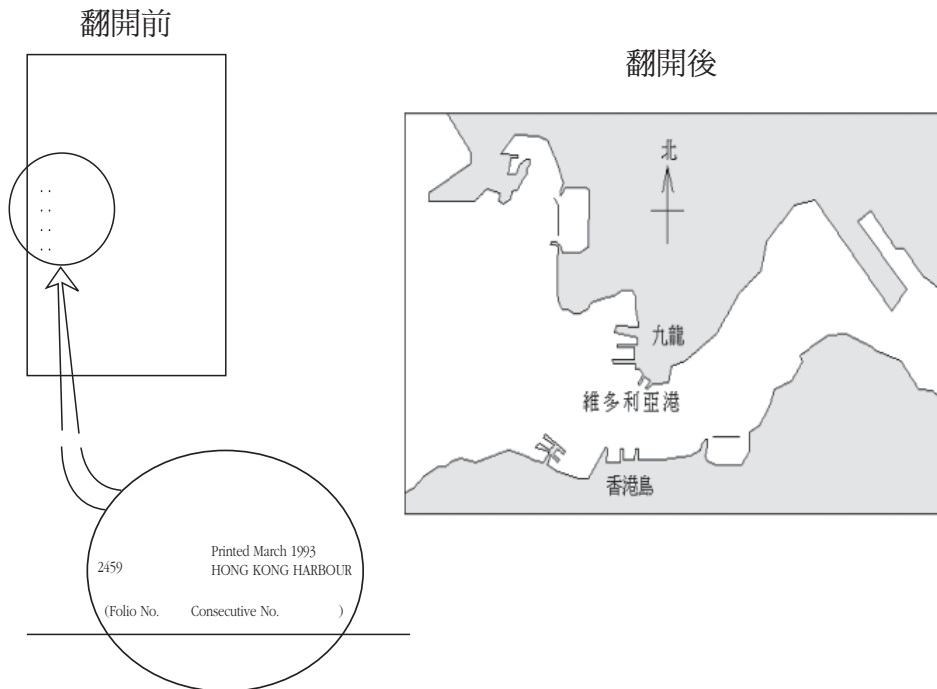 翻開前
翻開後
北
九龍
維多利亞港
香港島
Printed March 1993
2459 HONG KONG HARBOUR
(Folio No. Consecutive No. )